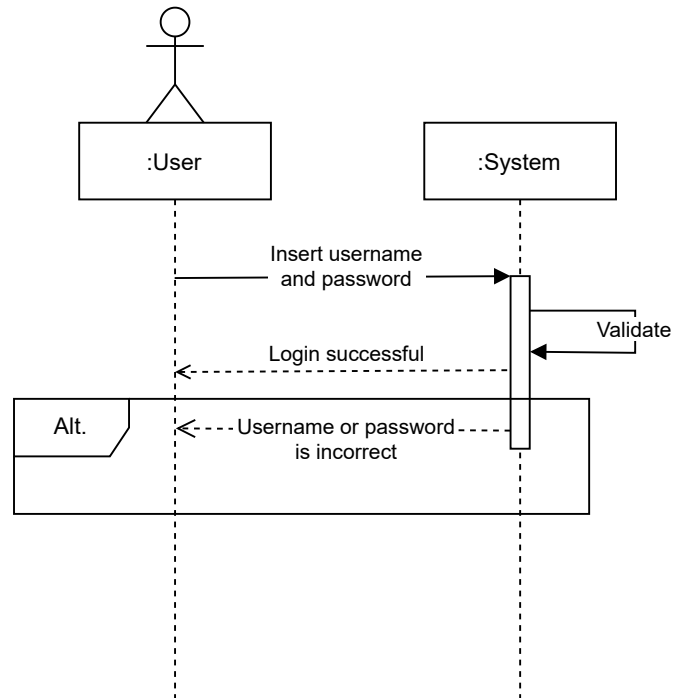 :User
:System
Insert username
and password
Validate
Login successful
Alt.
Username or password
is incorrect